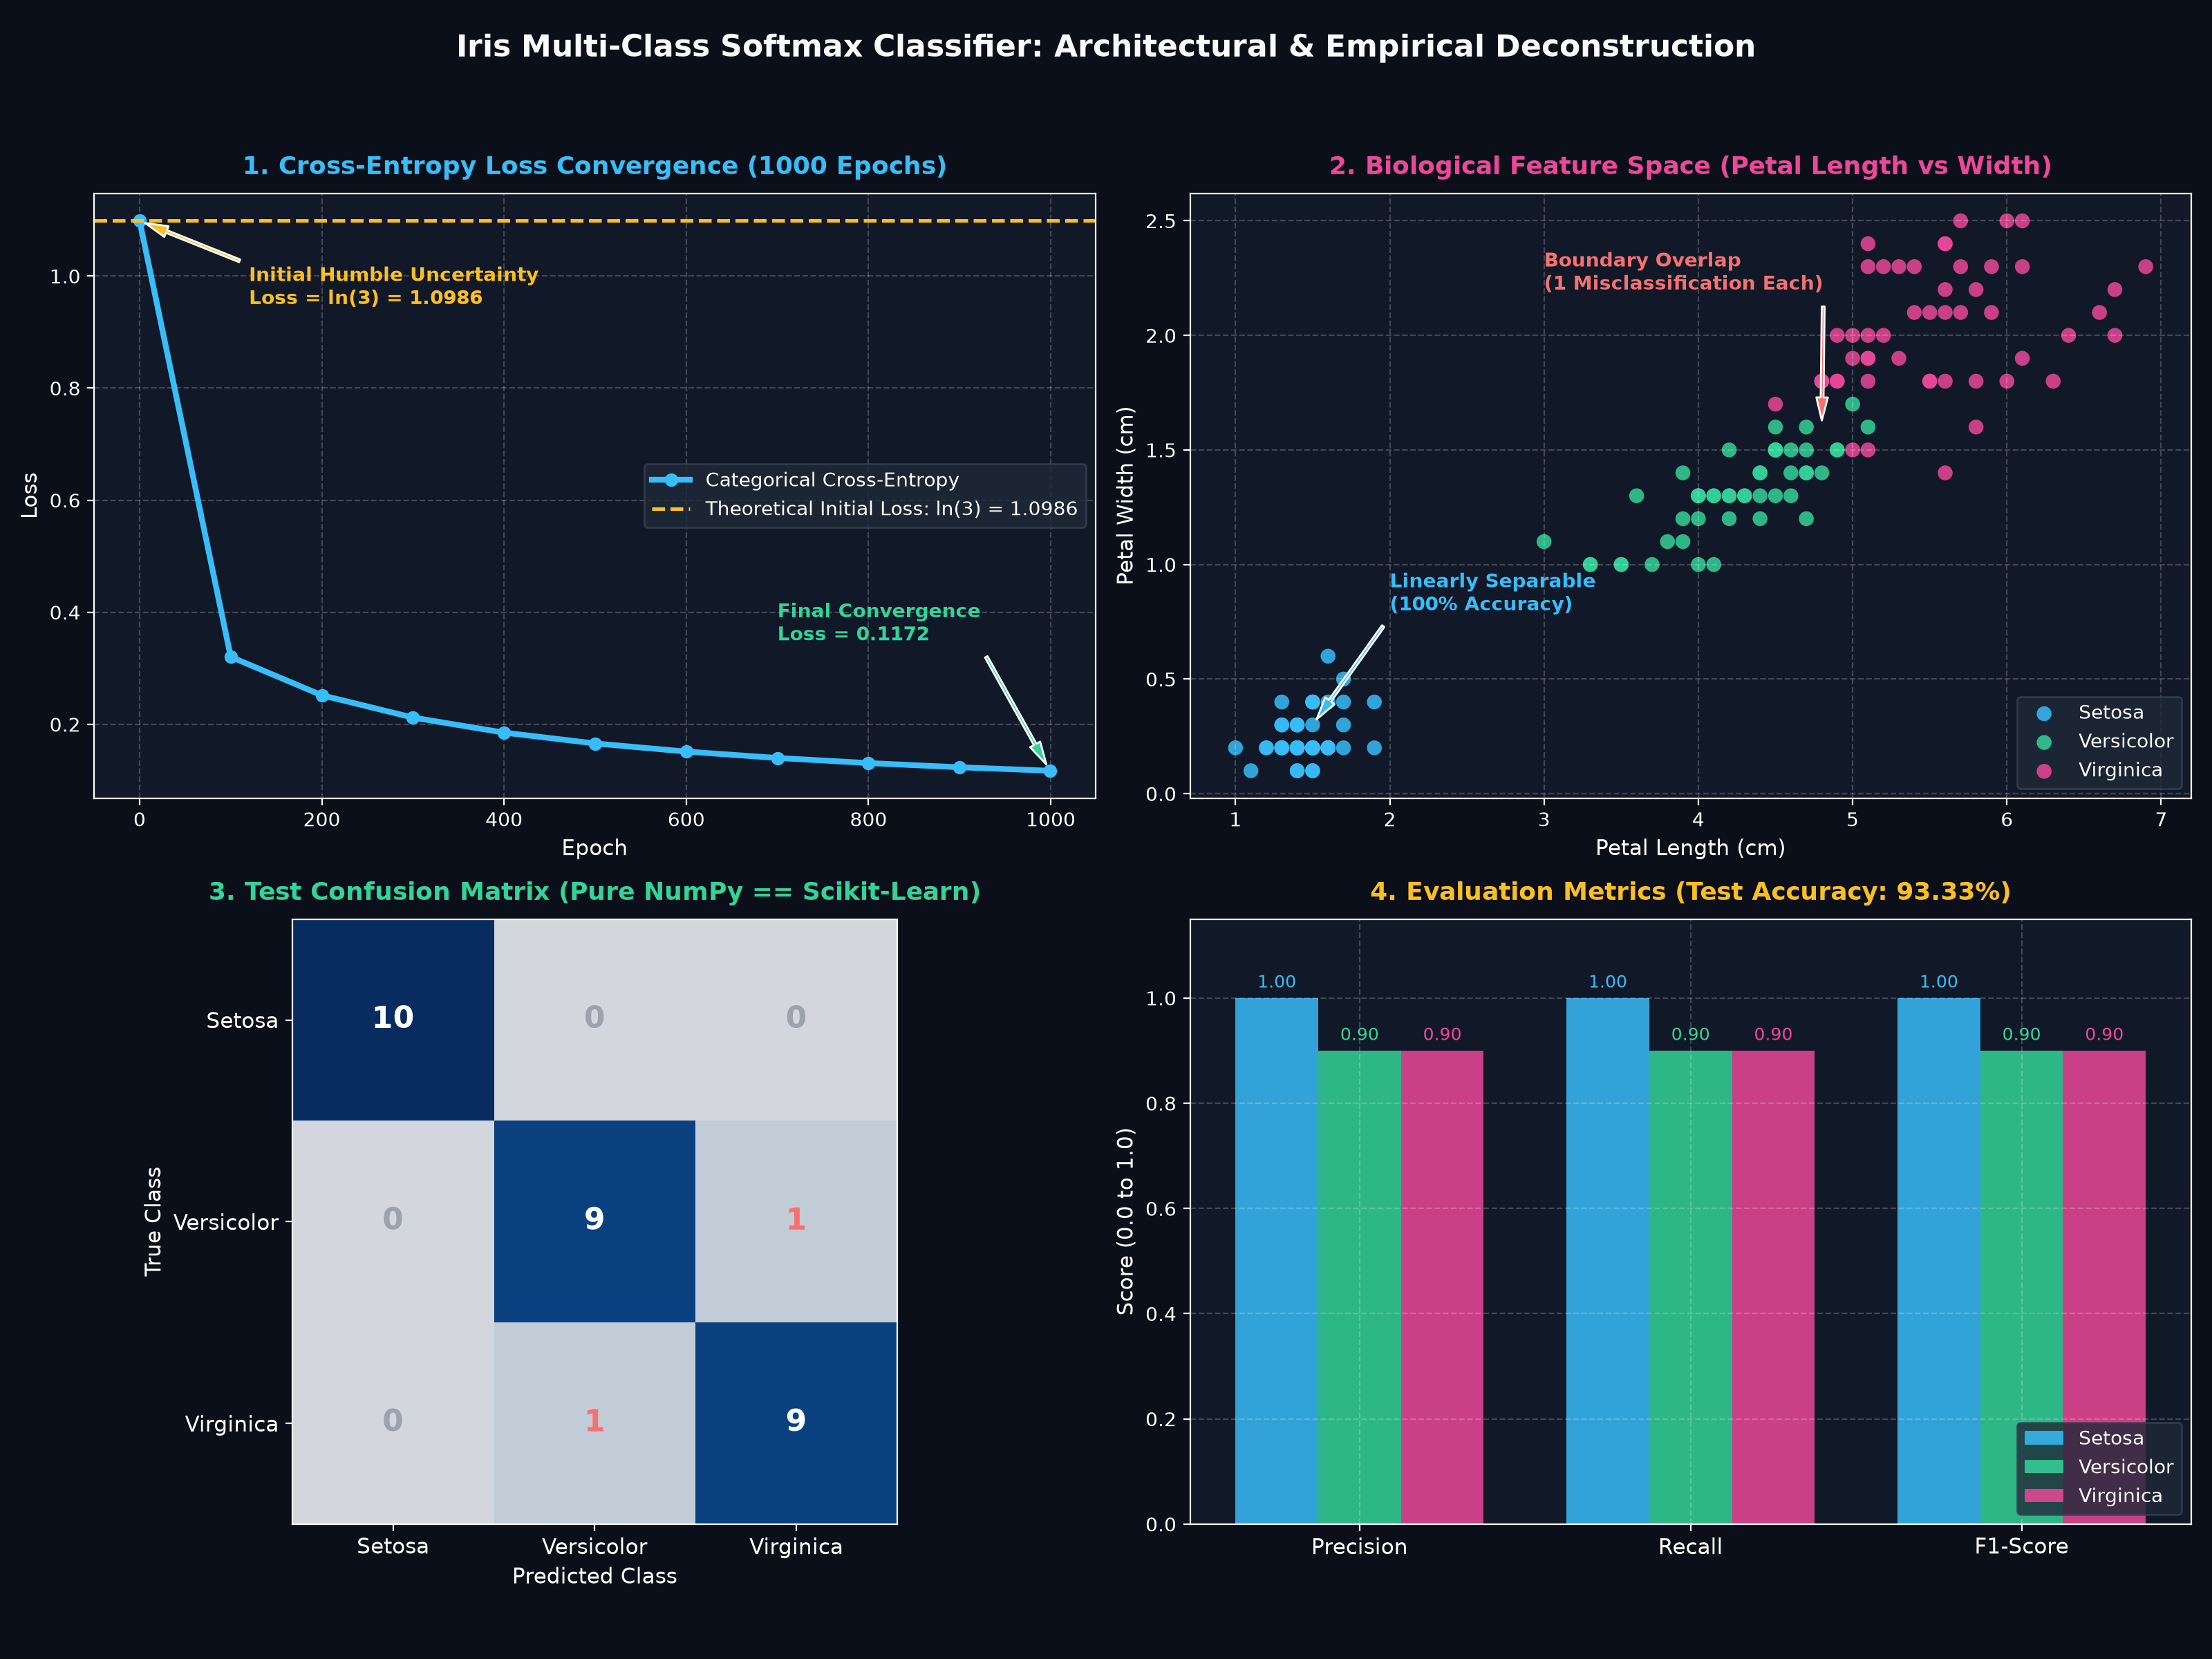 Iris Multi-Class Softmax Classifier: Architectural & Empirical Deconstruction
1. Cross-Entropy Loss Convergence (1000 Epochs)
Loss
1.0
0.8
0.6
0.4
0.2
Initial Humble Uncertainty
Loss = ln(3) = 1.0986
Categorical Cross-Entropy
Theoretical Initial Loss: ln(3) = 1.0986
Final Convergence
Loss = 0.1172
0 200 400 600 800 1000
Epoch
2. Biological Feature Space (Petal Length vs Width)
Petal Width (cm)
2.5
2.0
1.5
1.0
0.5
0.0
Boundary Overlap
(1 Misclassification Each)
Linearly Separable
(100% Accuracy)
Setosa
Versicolor
Virginica
1 2 3 4 5 6 7
Petal Length (cm)
3. Test Confusion Matrix (Pure NumPy == Scikit-Learn)
True Class
Setosa 10 0 0
Versicolor 0 9 1
Virginica 0 1 9
Setosa Versicolor Virginica
Predicted Class
4. Evaluation Metrics (Test Accuracy: 93.33%)
Score (0.0 to 1.0)
1.0
0.8
0.6
0.4
0.2
0.0
1.00 0.90 0.90 1.00 0.90 0.90 1.00 0.90 0.90
Setosa
Versicolor
Virginica
Precision Recall F1-Score